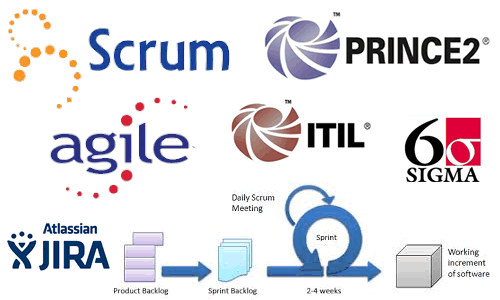 Scrum
PRINCE2®
™
agile
™
ITIL®
6σ
SIGMA
Atlassian
JIRA
Daily Scrum
Meeting
Sprint
Working
increment
of software
Product Backlog
Sprint Backlog
2-4 weeks